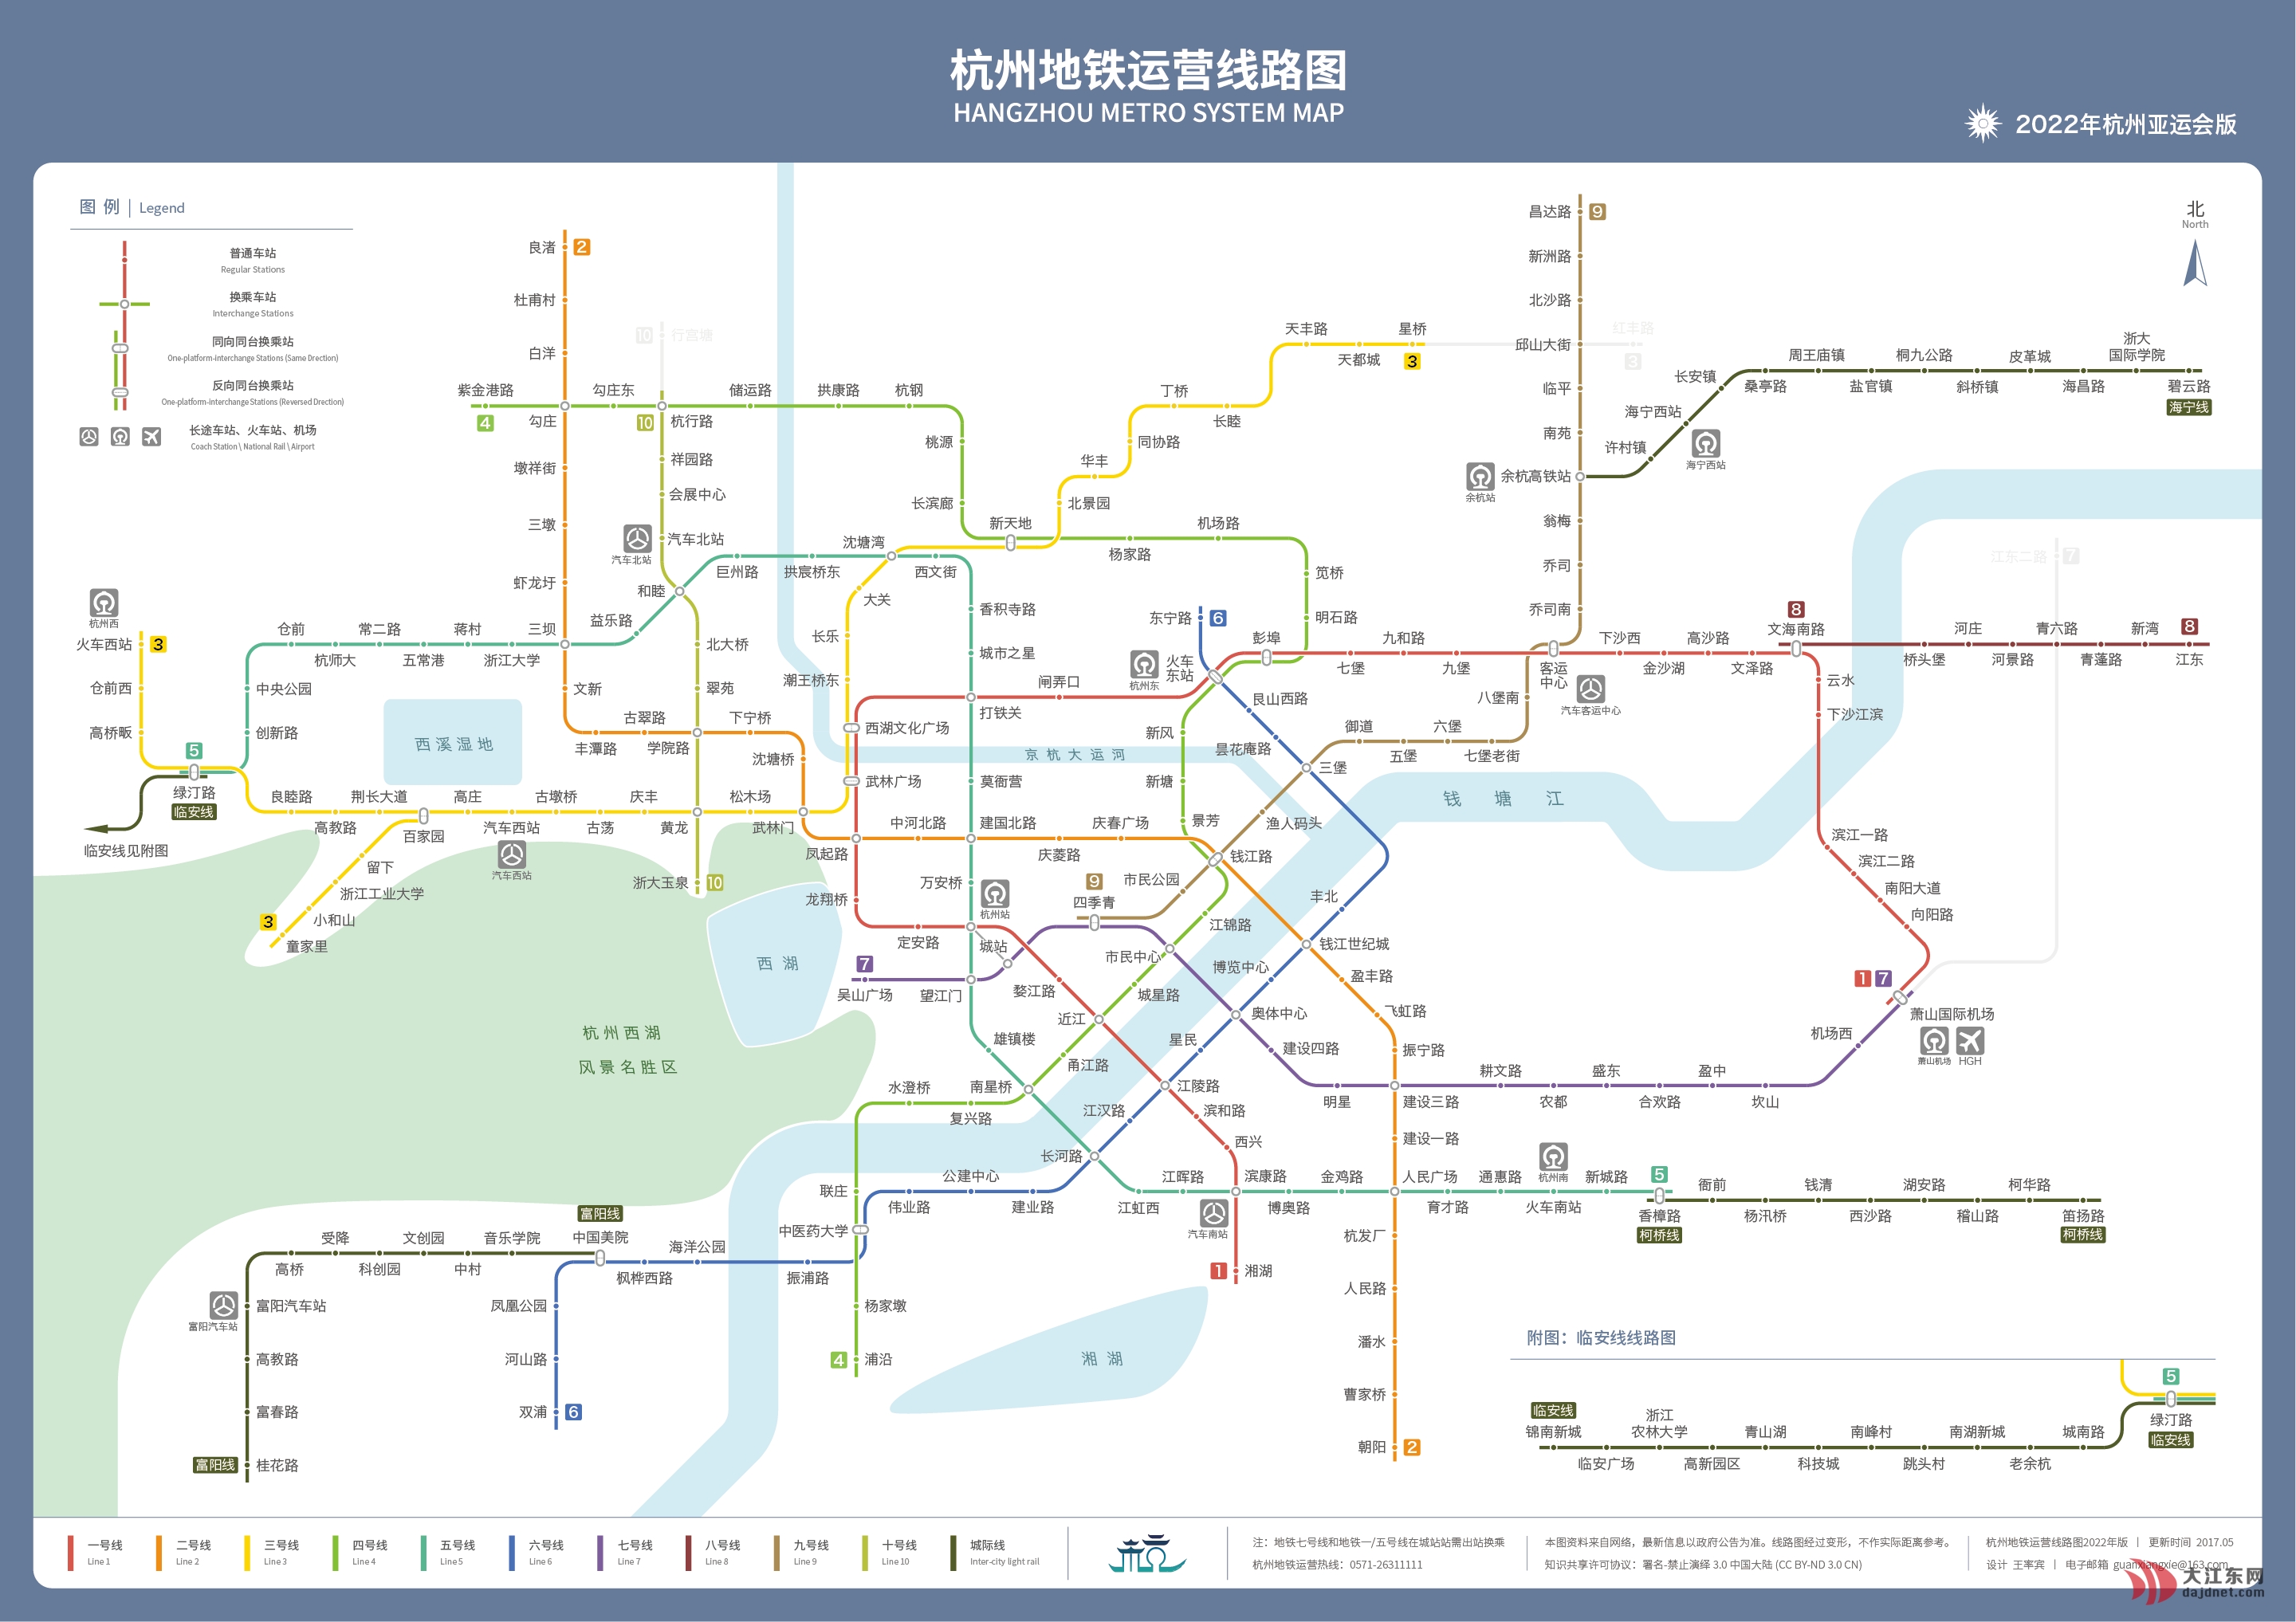 杭州地铁运营线路图
HANGZHOU METRO SYSTEM MAP
2022年杭州亚运会版
图 例 | Legend
普通车站
Regular Stations
换乘车站
Interchange Stations
同向同台换乘站
One-platform-interchange Stations (Same Direction)
反向同台换乘站
One-platform-interchange Stations (Reversed Direction)
长途车站、火车站、机场
Coach Station \ National Rail \ Airport
北
North
昌达路 9
新洲路
北沙路
邱山大街
临平
南苑
余杭高铁站
余杭站
翁梅
乔司
乔司南
红丰路
3
良渚 2
杜甫村
白洋
10 行宫塘
紫金港路
4
勾庄
勾庄东
10 杭行路
储运路
拱康路
杭钢
墩祥街
三墩
虾龙圩
三坝
文新
祥园路
会展中心
汽车北站
汽车北站
和睦
北大桥
翠苑
桃源
长滨廊
新天地
杨家路
机场路
笕桥
明石路
彭埠
天丰路
天都城
星桥
3
丁桥
长睦
同协路
华丰
北景园
沈塘湾
大关
长乐
潮王桥东
西湖文化广场
武林广场
许村镇
海宁西站
海宁西站
长安镇
桑亭路
周王庙镇
盐官镇
桐九公路
斜桥镇
皮革城
海昌路
浙大
国际学院
碧云路
海宁线
杭州西
火车西站 3
仓前西
高桥畈
5
绿汀路
临安线
临安线见附图
仓前
杭师大
常二路
五常港
蒋村
浙江大学
中央公园
创新路
益乐路
巨州路
拱宸桥东
西文街
香积寺路
城市之星
打铁关
莫衙营
建国北路
万安桥
西溪湿地
良睦路
高教路
荆长大道
百家园
高庄
汽车西站
汽车西站
古墩桥
古荡
庆丰
黄龙
松木场
武林门
留下
浙江工业大学
小和山
3
童家里
丰潭路
古翠路
学院路
下宁桥
沈塘桥
浙大玉泉 10
凤起路
中河北路
庆菱路
庆春广场
闸弄口
东宁路 6
杭州东
火车
东站
艮山西路
昙花庵路
三堡
新风
新塘
景芳
钱江路
京杭大运河
七堡
九和路
九堡
客运
中心
汽车客运中心
下沙西
金沙湖
高沙路
文泽路
8
文海南路
桥头堡
河庄
河景路
青六路
青蓬路
新湾
8
江东
江东二路 7
云水
下沙江滨
滨江一路
滨江二路
南阳大道
向阳路
1 7
萧山国际机场
萧山机场
HGH
机场西
八堡南
七堡老街
六堡
五堡
御道
渔人码头
市民公园
9
四季青
钱塘江
龙翔桥
定安路
杭州站
城站
婺江路
近江
江陵路
滨和路
西兴
滨康路
1 湘湖
汽车南站
7
吴山广场
望江门
市民中心
江锦路
城星路
甬江路
南星桥
复兴路
水澄桥
雄镇楼
长河路
江虹西
江晖路
丰北
钱江世纪城
博览中心
奥体中心
星民
江汉路
盈丰路
飞虹路
振宁路
建设三路
建设一路
人民广场
杭发厂
人民路
潘水
曹家桥
朝阳 2
建设四路
明星
耕文路
农都
盛东
合欢路
盈中
坎山
西湖
杭州西湖
风景名胜区
博奥路
金鸡路
育才路
通惠路
杭州南
火车南站
新城路
5
香樟路
柯桥线
衙前
杨汛桥
钱清
西沙路
湖安路
稽山路
柯华路
笛扬路
柯桥线
联庄
中医药大学
杨家墩
4 浦沿
伟业路
公建中心
建业路
振浦路
海洋公园
枫桦西路
富阳线
中国美院
音乐学院
中村
文创园
科创园
受降
高桥
富阳汽车站
富阳汽车站
高教路
富春路
富阳线 桂花路
凤凰公园
河山路
双浦 6
湘湖
附图：临安线线路图
临安线
锦南新城
临安广场
浙江
农林大学
高新园区
青山湖
科技城
南峰村
跳头村
南湖新城
老余杭
城南路
5
绿汀路
临安线
一号线
Line 1
二号线
Line 2
三号线
Line 3
四号线
Line 4
五号线
Line 5
六号线
Line 6
七号线
Line 7
八号线
Line 8
九号线
Line 9
十号线
Line 10
城际线
Inter-city light rail
注：地铁七号线和地铁一/五号线在城站站需出站换乘
杭州地铁运营热线：0571-26311111
本图资料来自网络，最新信息以政府公告为准。线路图经过变形，不作实际距离参考。
知识共享许可协议：署名-禁止演绎 3.0 中国大陆 (CC BY-ND 3.0 CN)
杭州地铁运营线路图2022年版 | 更新时间 2017.05
设计 王率宾 | 电子邮箱 guanxiangxie@163.com
大江东网
dajdnet.com